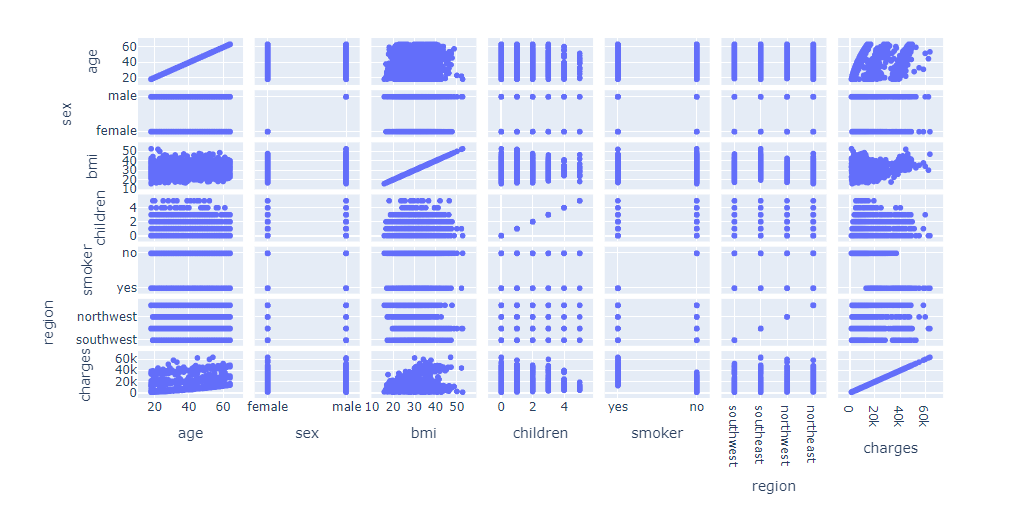 age
60
40
20
sex
male
female
bmi
50
40
30
20
10
children
4
2
0
smoker
no
yes
region
northwest
southwest
charges
60k
40k
20k
0
20 40 60
female male
10 20 30 40 50
0 2 4
yes no
southwest southeast northwest northeast
0 20k 40k 60k
age sex bmi children smoker region charges